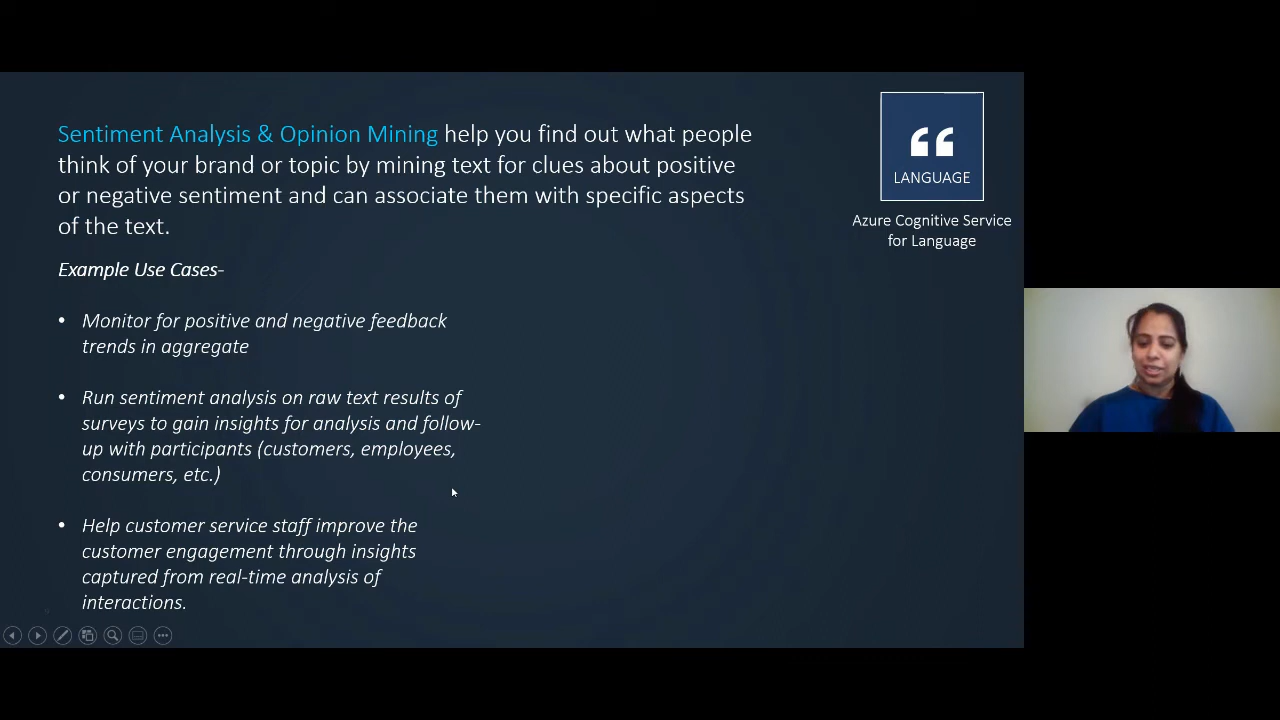 Sentiment Analysis & Opinion Mining help you find out what people
think of your brand or topic by mining text for clues about positive
or negative sentiment and can associate them with specific aspects
of the text.
Example Use Cases-
• Monitor for positive and negative feedback
trends in aggregate
• Run sentiment analysis on raw text results of
surveys to gain insights for analysis and follow-
up with participants (customers, employees,
consumers, etc.)
• Help customer service staff improve the
customer engagement through insights
captured from real-time analysis of
interactions.
LANGUAGE
Azure Cognitive Service
for Language